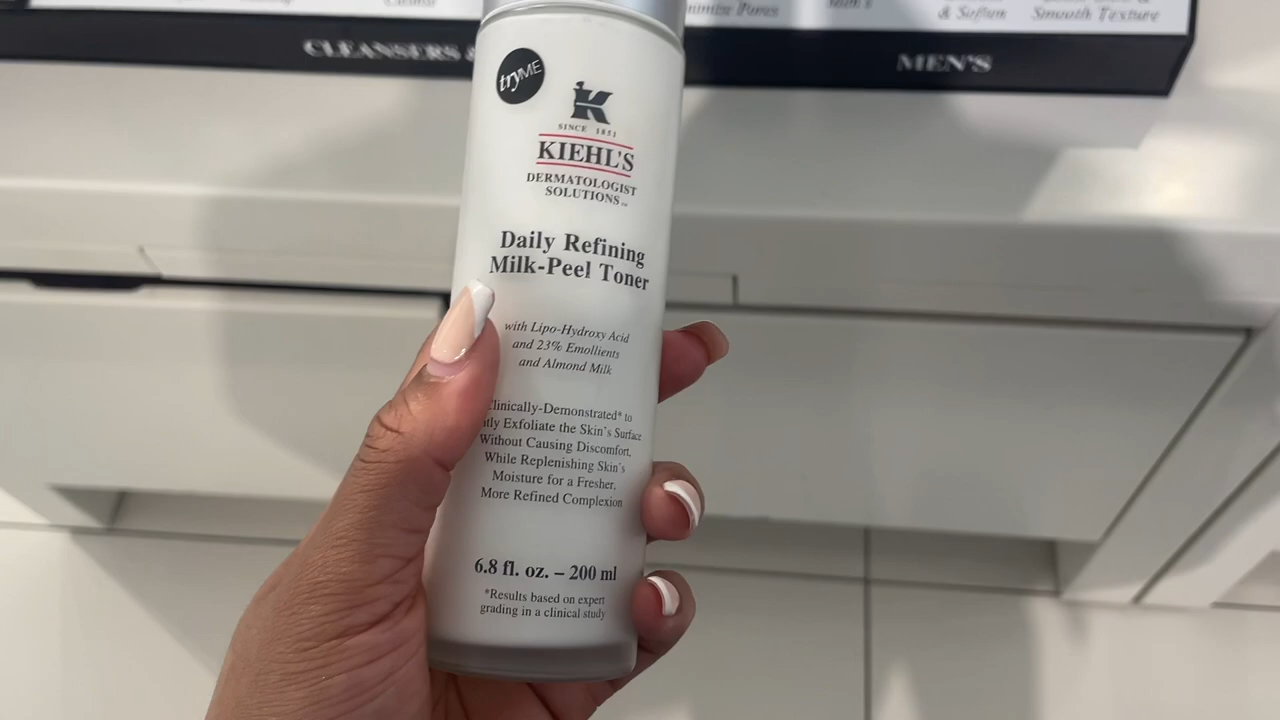 & Sebum
Smooth Texture
CLEANSERS &
MEN'S
tryME
K
SINCE 1851
KIEHL'S
DERMATOLOGIST
SOLUTIONS™
Daily Refining
Milk-Peel Toner
with Lipo-Hydroxy Acid
and 23% Emollients
and Almond Milk
Clinically-Demonstrated* to
Exfoliate the Skin's Surface
Without Causing Discomfort,
While Replenishing Skin's
Moisture for a Fresher,
More Refined Complexion
6.8 fl. oz. – 200 ml
*Results based on expert
grading in a clinical study